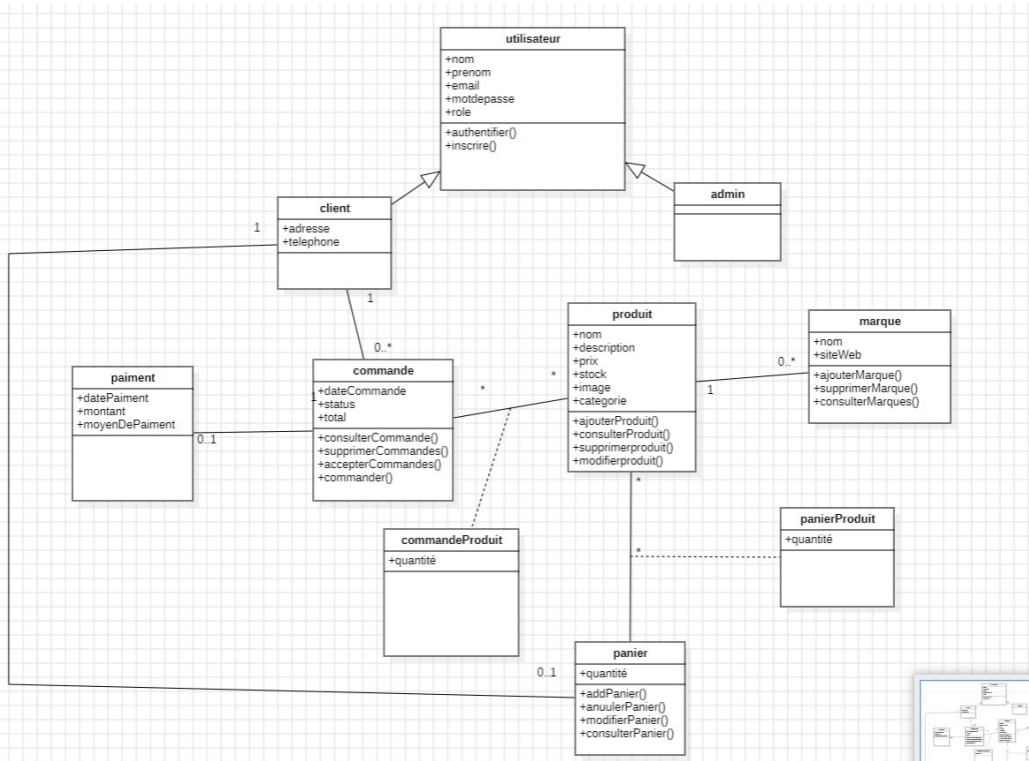 utilisateur
+nom
+prenom
+email
+motdepasse
+role
+authentifier()
+inscrire()
admin
client
+adresse
+telephone
1
1
0..*
produit
+nom
+description
+prix
+stock
+image
+categorie
+ajouterProduit()
+consulterProduit()
+supprimerproduit()
+modifierproduit()
marque
+nom
+siteWeb
+ajouterMarque()
+supprimerMarque()
+consulterMarques()
0..*
1
commande
+dateCommande
+status
+total
+consulterCommande()
+supprimerCommandes()
+accepterCommandes()
+commander()
*
*
1
paiment
+datePaiment
+montant
+moyenDePaiment
0..1
commandeProduit
+quantité
*
*
panierProduit
+quantité
panier
+quantité
+addPanier()
+anuulerPanier()
+modifierPanier()
+consulterPanier()
0..1